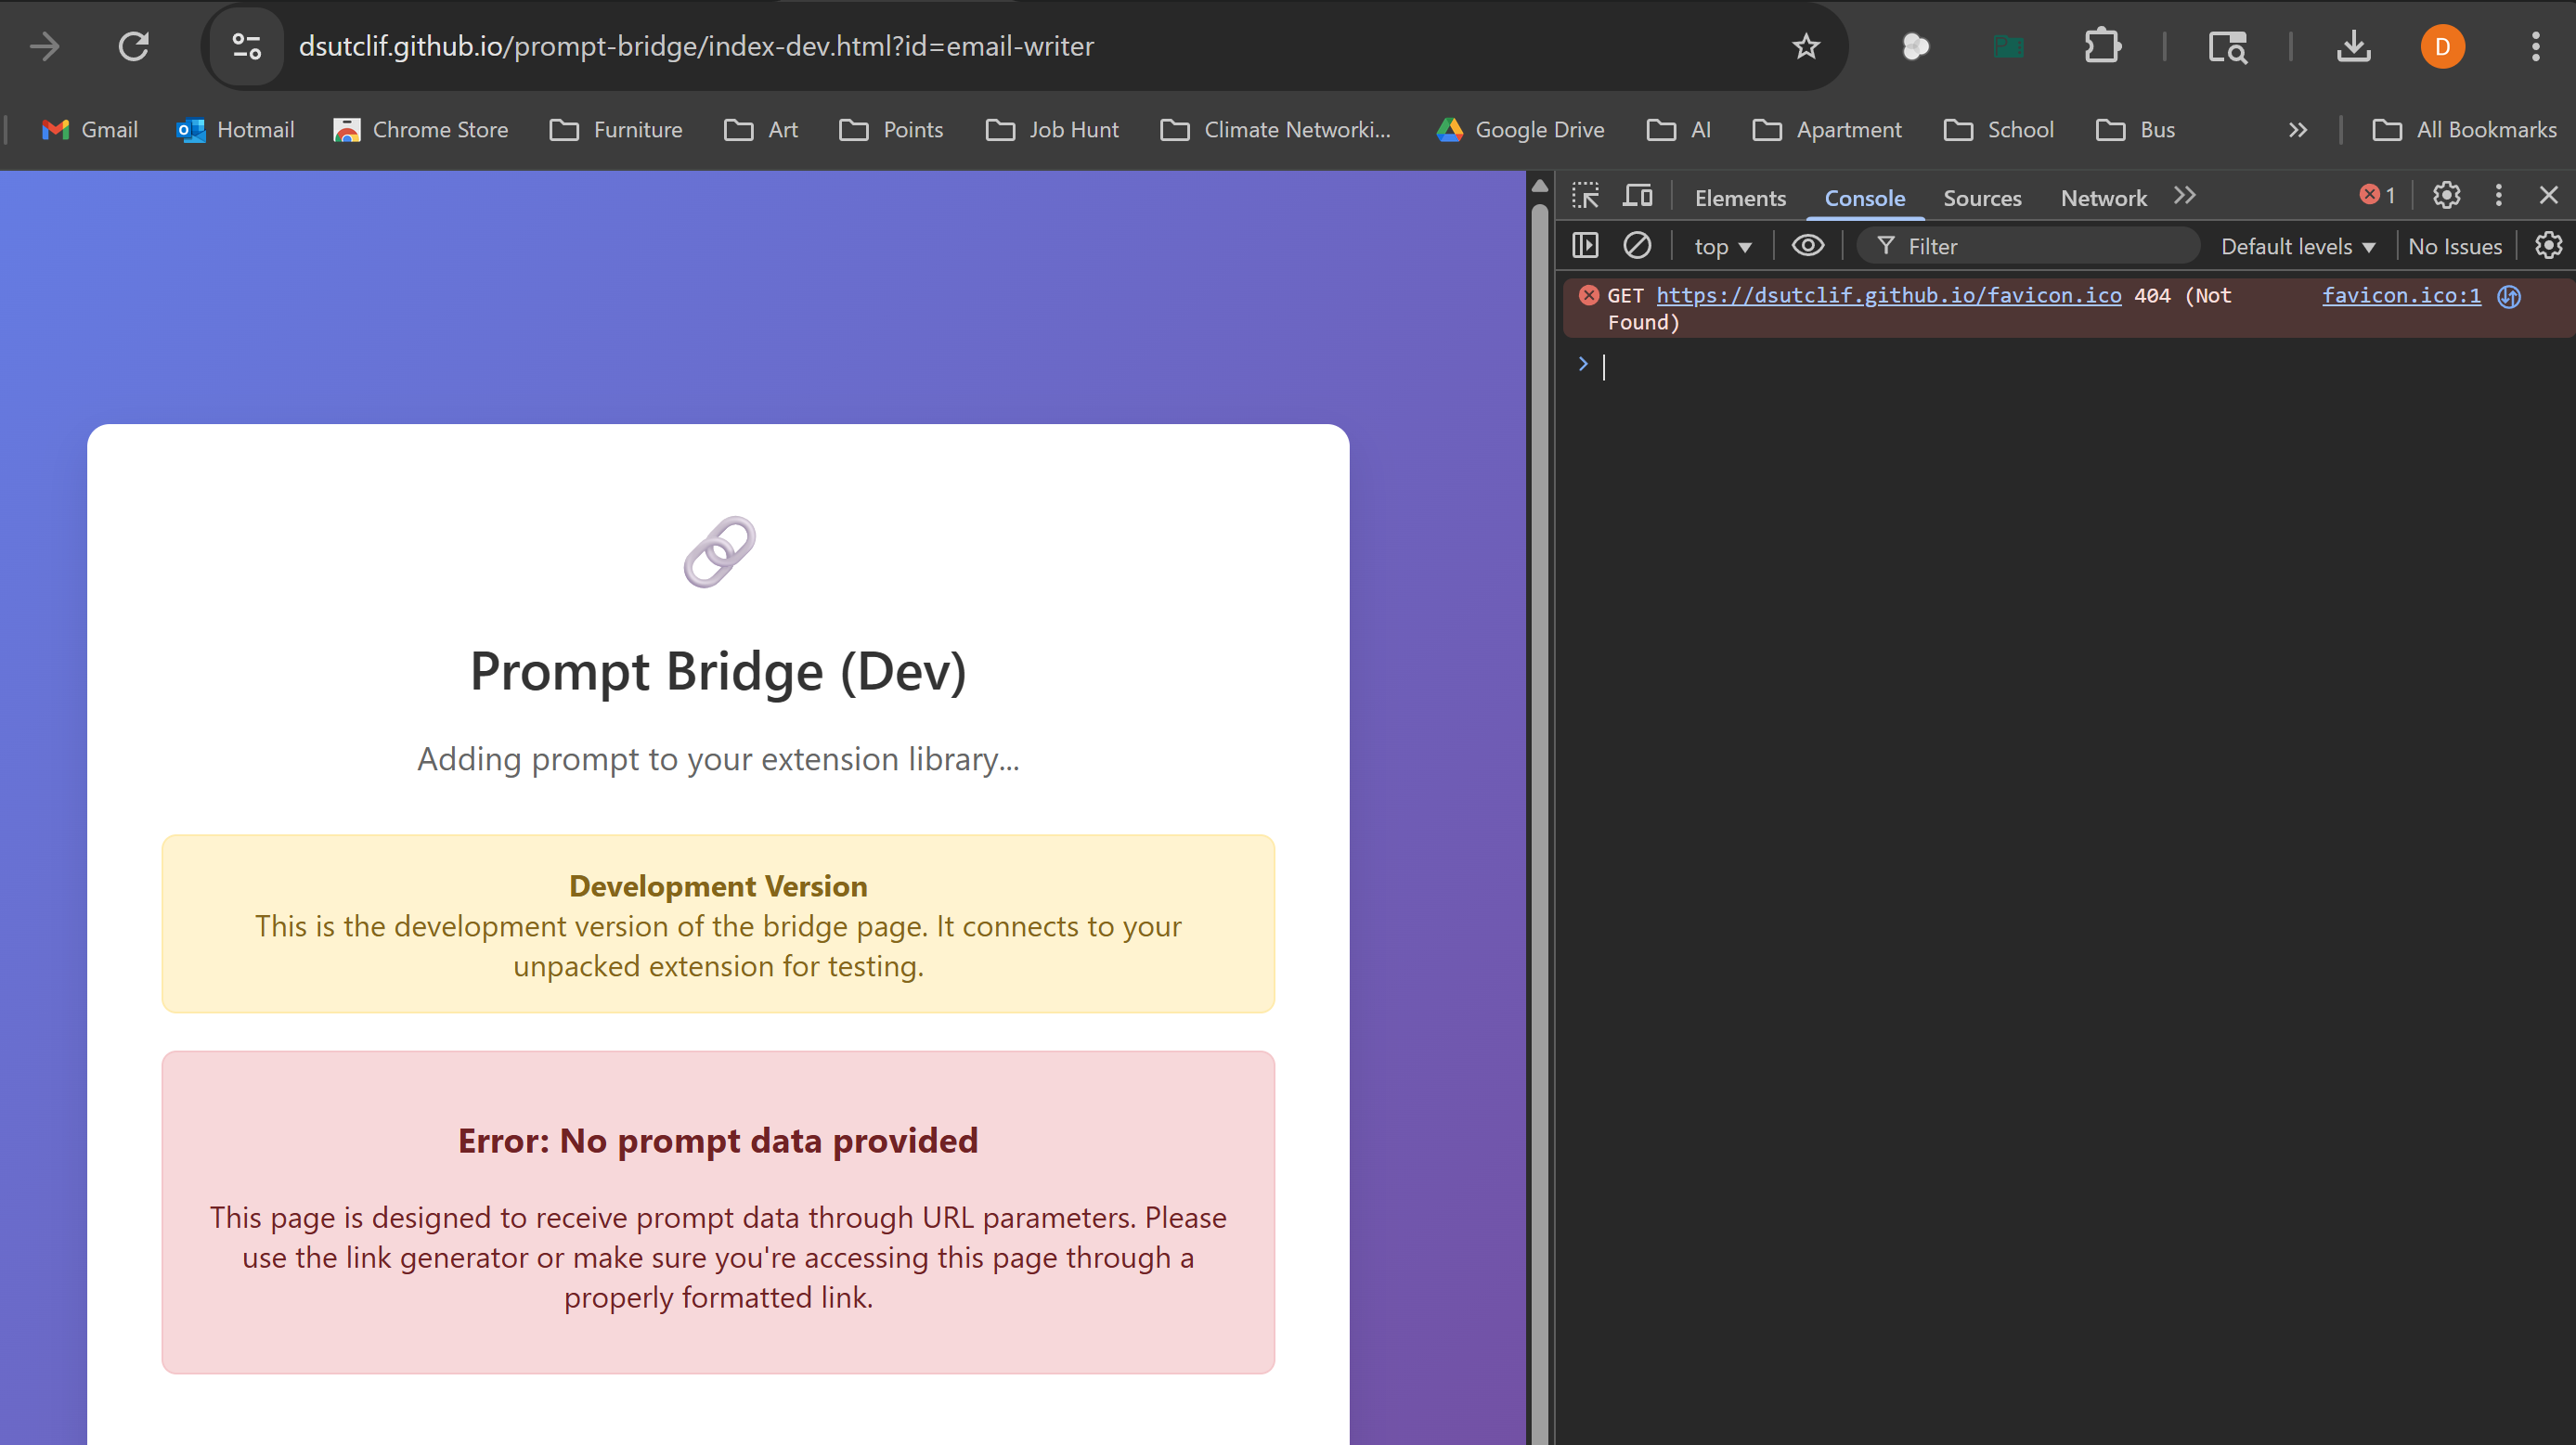 dsutclif.github.io/prompt-bridge/index-dev.html?id=email-writer
D
Gmail
Hotmail
Chrome Store
Furniture
Art
Points
Job Hunt
Climate Networki...
Google Drive
AI
Apartment
School
Bus
All Bookmarks
Prompt Bridge (Dev)
Adding prompt to your extension library...
Development Version
This is the development version of the bridge page. It connects to your
unpacked extension for testing.
Error: No prompt data provided
This page is designed to receive prompt data through URL parameters. Please
use the link generator or make sure you're accessing this page through a
properly formatted link.
Elements
Console
Sources
Network
1
top
Filter
Default levels
No Issues
GET https://dsutclif.github.io/favicon.ico 404 (Not
Found)
favicon.ico:1